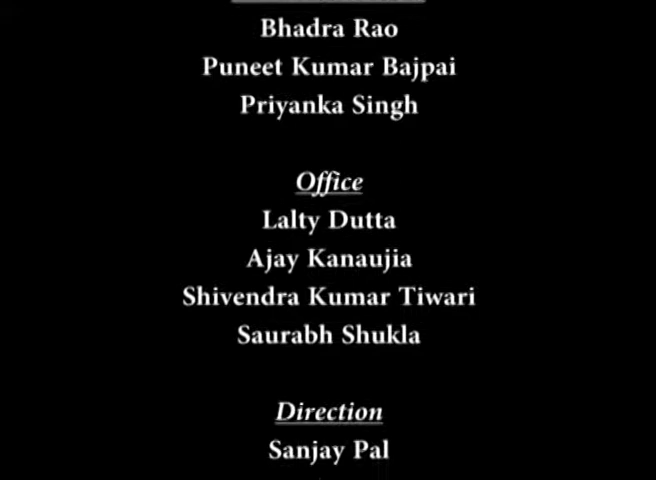 Bhadra Rao
Puneet Kumar Bajpai
Priyanka Singh
Office
Lalty Dutta
Ajay Kanaujia
Shivendra Kumar Tiwari
Saurabh Shukla
Direction
Sanjay Pal